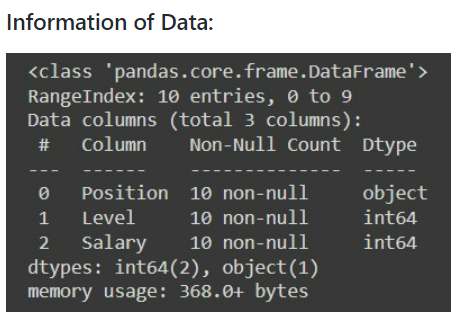 Information of Data:
<class 'pandas.core.frame.DataFrame'>
RangeIndex: 10 entries, 0 to 9
Data columns (total 3 columns):
 #   Column    Non-Null Count  Dtype
---  ------    --------------  -----
 0   Position  10 non-null     object
 1   Level     10 non-null     int64
 2   Salary    10 non-null     int64
dtypes: int64(2), object(1)
memory usage: 368.0+ bytes